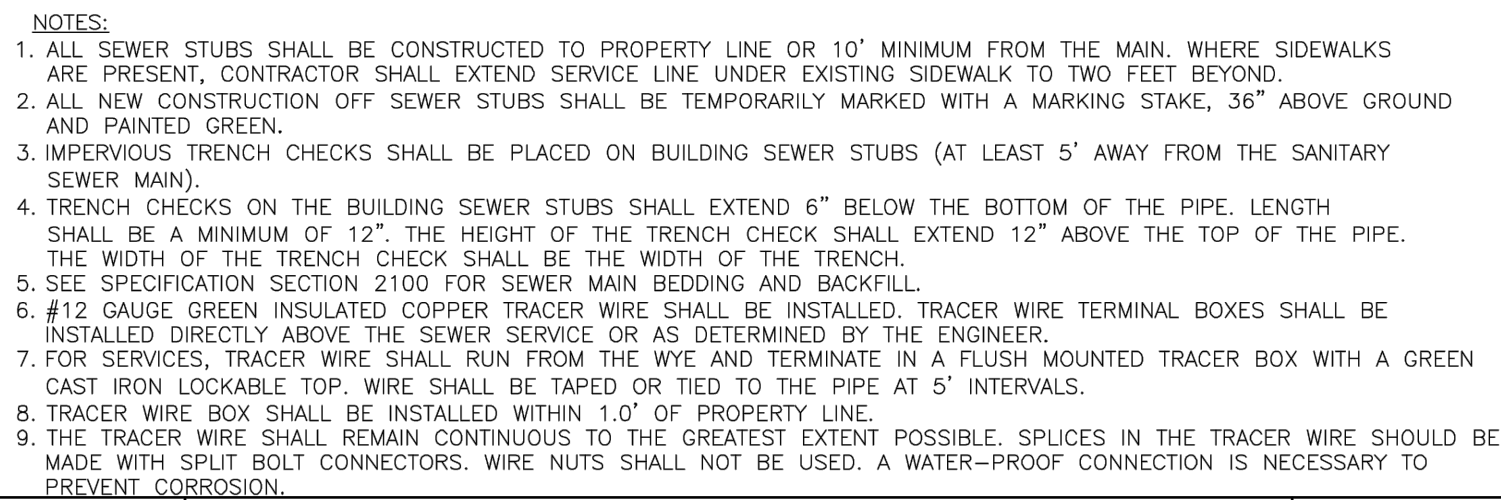 NOTES:
1. ALL SEWER STUBS SHALL BE CONSTRUCTED TO PROPERTY LINE OR 10' MINIMUM FROM THE MAIN. WHERE SIDEWALKS
ARE PRESENT, CONTRACTOR SHALL EXTEND SERVICE LINE UNDER EXISTING SIDEWALK TO TWO FEET BEYOND.
2. ALL NEW CONSTRUCTION OFF SEWER STUBS SHALL BE TEMPORARILY MARKED WITH A MARKING STAKE, 36" ABOVE GROUND
AND PAINTED GREEN.
3. IMPERVIOUS TRENCH CHECKS SHALL BE PLACED ON BUILDING SEWER STUBS (AT LEAST 5' AWAY FROM THE SANITARY
SEWER MAIN).
4. TRENCH CHECKS ON THE BUILDING SEWER STUBS SHALL EXTEND 6" BELOW THE BOTTOM OF THE PIPE. LENGTH
SHALL BE A MINIMUM OF 12". THE HEIGHT OF THE TRENCH CHECK SHALL EXTEND 12" ABOVE THE TOP OF THE PIPE.
THE WIDTH OF THE TRENCH CHECK SHALL BE THE WIDTH OF THE TRENCH.
5. SEE SPECIFICATION SECTION 2100 FOR SEWER MAIN BEDDING AND BACKFILL.
6. #12 GAUGE GREEN INSULATED COPPER TRACER WIRE SHALL BE INSTALLED. TRACER WIRE TERMINAL BOXES SHALL BE
INSTALLED DIRECTLY ABOVE THE SEWER SERVICE OR AS DETERMINED BY THE ENGINEER.
7. FOR SERVICES, TRACER WIRE SHALL RUN FROM THE WYE AND TERMINATE IN A FLUSH MOUNTED TRACER BOX WITH A GREEN
CAST IRON LOCKABLE TOP. WIRE SHALL BE TAPED OR TIED TO THE PIPE AT 5' INTERVALS.
8. TRACER WIRE BOX SHALL BE INSTALLED WITHIN 1.0' OF PROPERTY LINE.
9. THE TRACER WIRE SHALL REMAIN CONTINUOUS TO THE GREATEST EXTENT POSSIBLE. SPLICES IN THE TRACER WIRE SHOULD BE
MADE WITH SPLIT BOLT CONNECTORS. WIRE NUTS SHALL NOT BE USED. A WATER-PROOF CONNECTION IS NECESSARY TO
PREVENT CORROSION.